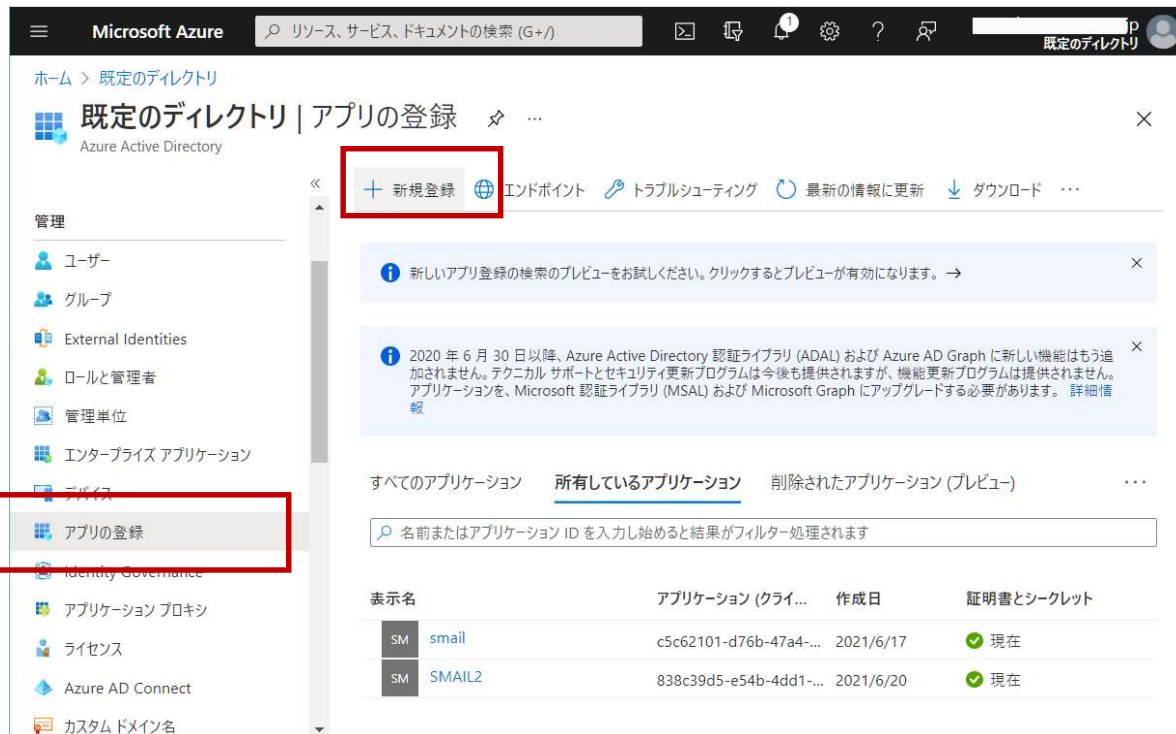 Microsoft Azure
リソース、サービス、ドキュメントの検索 (G+/)
1
既定のディレクトリ
ホーム > 既定のディレクトリ
既定のディレクトリ | アプリの登録
Azure Active Directory
管理
ユーザー
グループ
External Identities
ロールと管理者
管理単位
エンタープライズ アプリケーション
デバイス
アプリの登録
Identity Governance
アプリケーション プロキシ
ライセンス
Azure AD Connect
カスタム ドメイン名
+ 新規登録 エンドポイント トラブルシューティング 最新の情報に更新 ダウンロード ...
新しいアプリ登録の検索のプレビューをお試しください。クリックするとプレビューが有効になります。→
2020 年 6 月 30 日以降、Azure Active Directory 認証ライブラリ (ADAL) および Azure AD Graph に新しい機能はもう追
加されません。テクニカル サポートとセキュリティ更新プログラムは今後も提供されますが、機能更新プログラムは提供されません。
アプリケーションを、Microsoft 認証ライブラリ (MSAL) および Microsoft Graph にアップグレードする必要があります。 詳細情
報
すべてのアプリケーション 所有しているアプリケーション 削除されたアプリケーション (プレビュー)
名前またはアプリケーション ID を入力し始めると結果がフィルター処理されます
表示名 アプリケーション (クライ... 作成日 証明書とシークレット
SM smail c5c62101-d76b-47a4-... 2021/6/17 現在
SM SMAIL2 838c39d5-e54b-4dd1-... 2021/6/20 現在